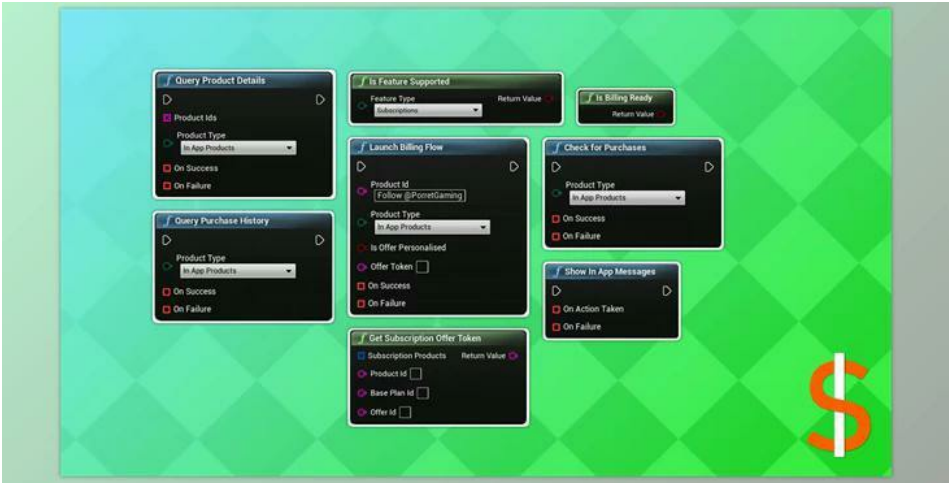 Query Product Details
Product Ids
Product Type
In App Products
On Success
On Failure
Query Purchase History
Product Type
In App Products
On Success
On Failure
Is Feature Supported
Feature Type
Return Value
Subscriptions
Launch Billing Flow
Product Id
Follow @PorretGaming
Product Type
In App Products
Is Offer Personalised
Offer Token
On Success
On Failure
Get Subscription Offer Token
Subscription Products
Return Value
Product Id
Base Plan Id
Offer Id
Is Billing Ready
Return Value
Check for Purchases
Product Type
In App Products
On Success
On Failure
Show In App Messages
On Action Taken
On Failure
$